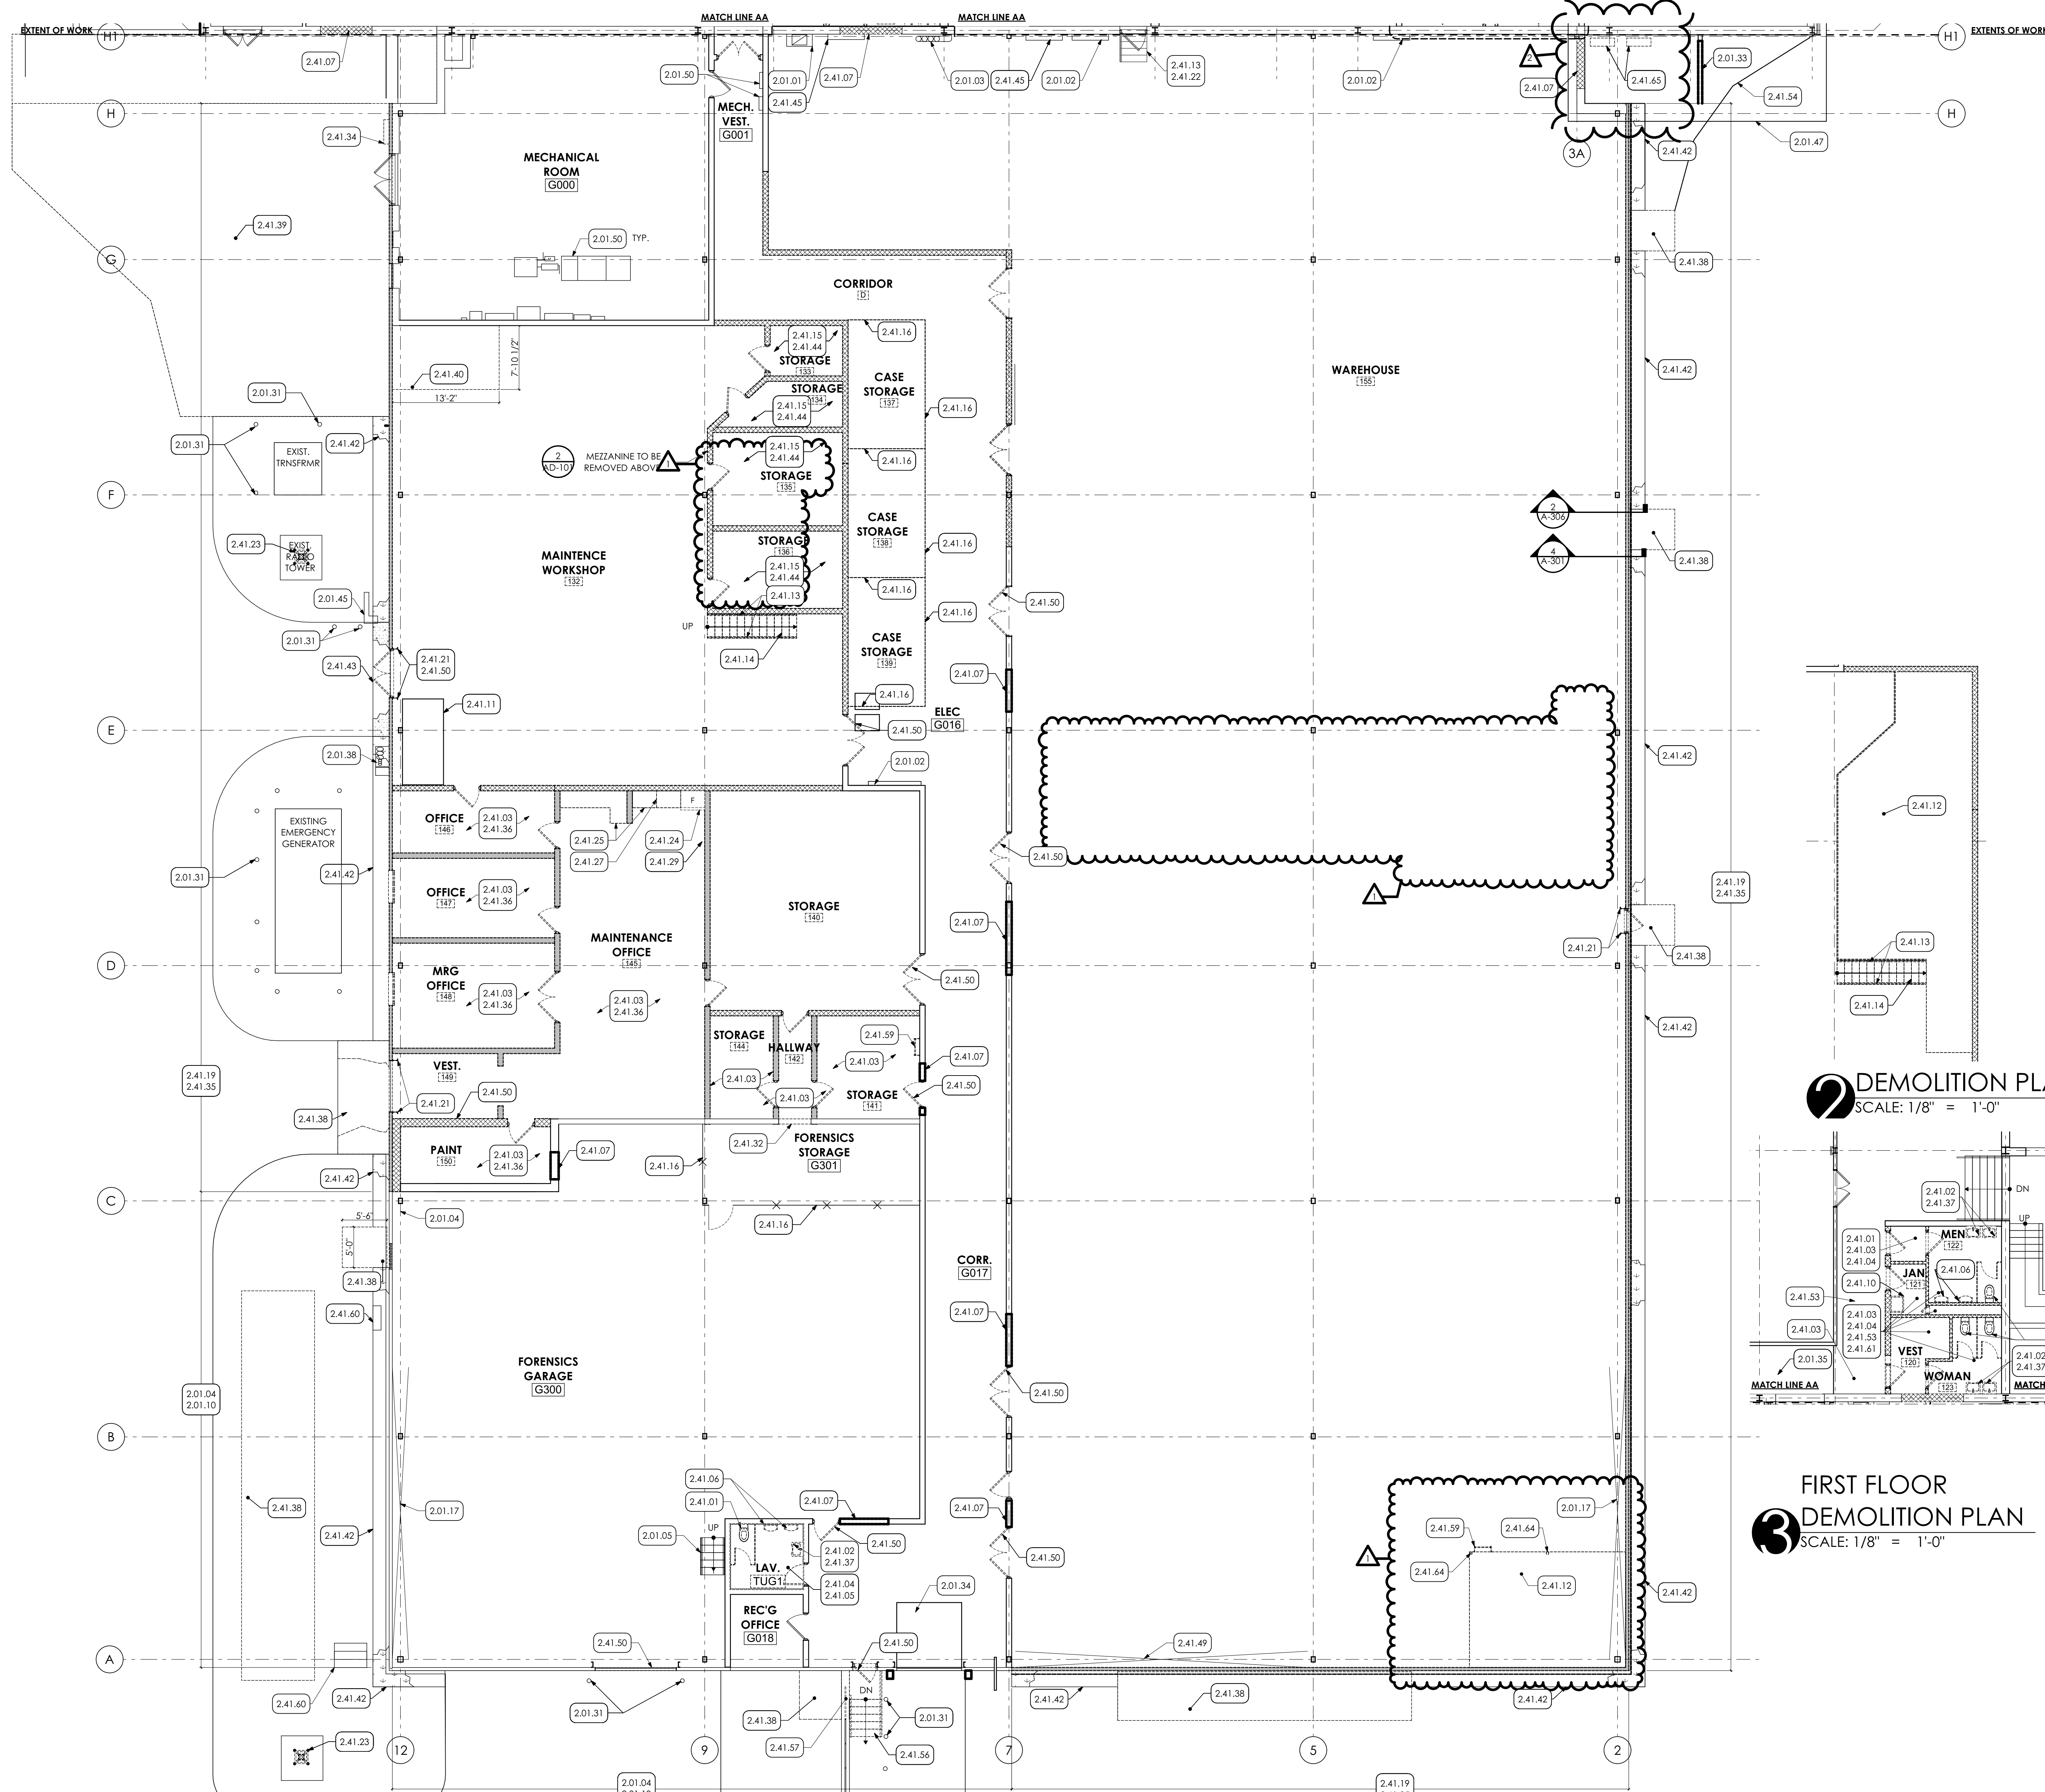 MATCH LINE AA
MATCH LINE AA
EXTENT OF WORK
H1
H1
EXTENTS OF WORK
2.41.07
2.01.50
2.01.01
2.41.45
2.41.07
2.01.03
2.41.45
2.01.02
2.41.13
2.41.22
2.01.02
2
2.41.07
2.41.65
2.01.33
2.41.54
2.01.47
H
H
3A
2.41.42
2.41.34
MECH.
VEST.
G001
MECHANICAL
ROOM
G000
2.41.39
2.01.50
TYP.
G
2.41.38
CORRIDOR
D
2.41.15
2.41.44
STORAGE
133
2.41.16
7'-10 1/2"
2.41.40
13'-2"
CASE
STORAGE
137
STORAGE
134
2.41.15
2.41.44
2.41.16
WAREHOUSE
155
2.41.42
2.01.31
2.01.31
2.41.42
EXIST.
TRNSFRMR
2
AD-101
MEZZANINE TO BE
REMOVED ABOVE
1
2.41.15
2.41.44
STORAGE
135
2.41.16
F
CASE
STORAGE
138
2
A-306
4
A-301
2.41.38
2.41.23
EXIST.
RADIO
TOWER
MAINTENCE
WORKSHOP
132
STORAGE
136
2.41.15
2.41.44
2.41.13
2.41.16
2.41.16
2.01.45
2.41.16
2.41.50
2.01.31
UP
2.41.14
CASE
STORAGE
139
2.41.43
2.41.21
2.41.50
2.41.07
2.41.11
2.41.16
ELEC
G016
E
2.41.50
2.01.38
2.01.02
2.41.42
EXISTING
EMERGENCY
GENERATOR
OFFICE
146
2.41.03
2.41.36
F
2.41.25
2.41.27
2.41.24
2.41.29
2.41.50
2.01.31
2.41.42
OFFICE
147
2.41.03
2.41.36
STORAGE
140
1
2.41.19
2.41.35
2.41.07
2.41.21
2.41.38
MAINTENANCE
OFFICE
145
D
MRG
OFFICE
148
2.41.03
2.41.36
2.41.03
2.41.36
2.41.50
2.41.42
STORAGE
144
HALLWAY
142
2.41.59
2.41.03
2.41.07
2.41.03
2.41.03
2.41.50
STORAGE
141
VEST.
149
2.41.19
2.41.35
2.41.50
2.41.21
2.41.38
PAINT
150
2.41.03
2.41.36
2.41.07
2.41.32
FORENSICS
STORAGE
G301
2.41.16
2.41.42
C
5'-6"
5'-0"
2.01.04
2.41.16
2.41.38
CORR.
G017
2.41.60
2.41.07
FORENSICS
GARAGE
G300
2.01.04
2.01.10
2.41.50
B
2.41.38
2.41.42
2.01.17
2.41.06
2.41.01
2.41.07
2.41.07
2.01.05
UP
LAV.
TUG1
2.41.02
2.41.37
2.41.50
2.41.04
2.41.05
2.41.50
1
2.01.17
2.41.59
2.41.64
2.41.64
2.41.12
2.41.42
2.01.34
REC'G
OFFICE
G018
A
2.41.50
2.41.50
2.41.49
2.41.60
2.41.42
2.01.31
2.41.38
DN
2.01.31
2.41.57
2.41.56
2.41.42
2.41.38
2.41.42
2.41.23
12
9
7
5
2
2.01.04
2.41.19
2.41.12
2.41.13
2.41.14
2
DEMOLITION PLA
SCALE: 1/8" = 1'-0"
2.41.02
2.41.37
DN
UP
2.41.01
2.41.03
2.41.04
MEN
122
JAN
121
2.41.06
2.41.10
2.41.53
2.41.03
2.41.04
2.41.53
2.41.61
2.41.03
VEST
120
2.01.35
2.41.02
2.41.37
WOMAN
123
MATCH LINE AA
MATCH
FIRST FLOOR
3
DEMOLITION PLAN
SCALE: 1/8" = 1'-0"